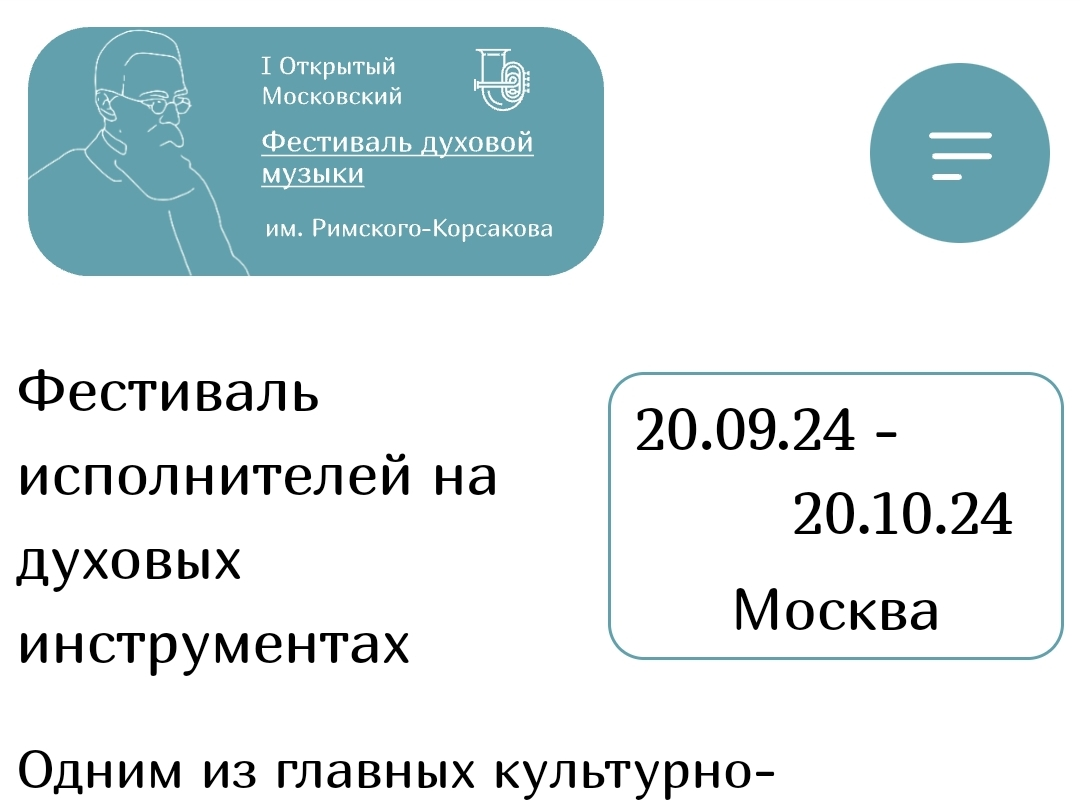 I Открытый
Московский
Фестиваль духовой
музыки
им. Римского-Корсакова
Фестиваль
исполнителей на
духовых
инструментах
20.09.24 -
20.10.24
Москва
Одним из главных культурно-